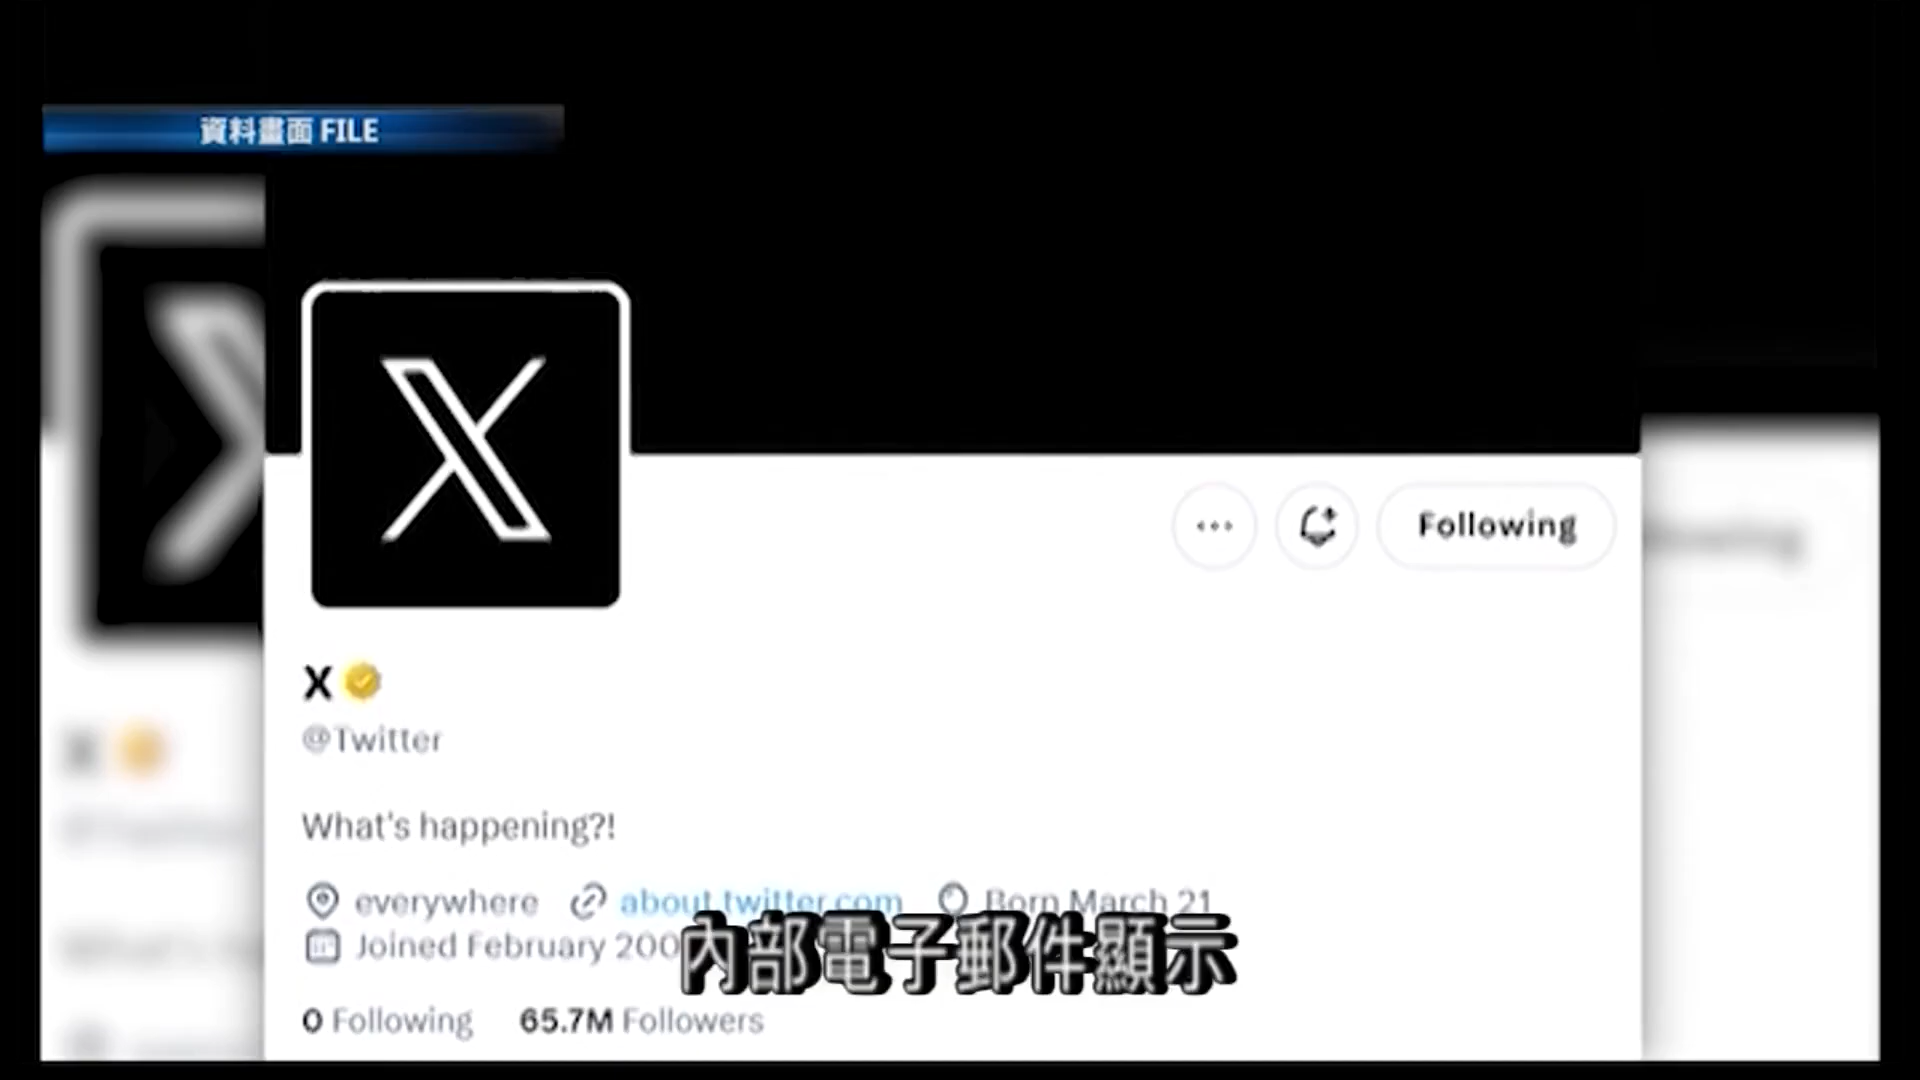 資料畫面 FILE
Following
X
@Twitter
What's happening?!
everywhere about.twitter.com Born March 21
Joined February 200
內部電子郵件顯示
0 Following 65.7M Followers